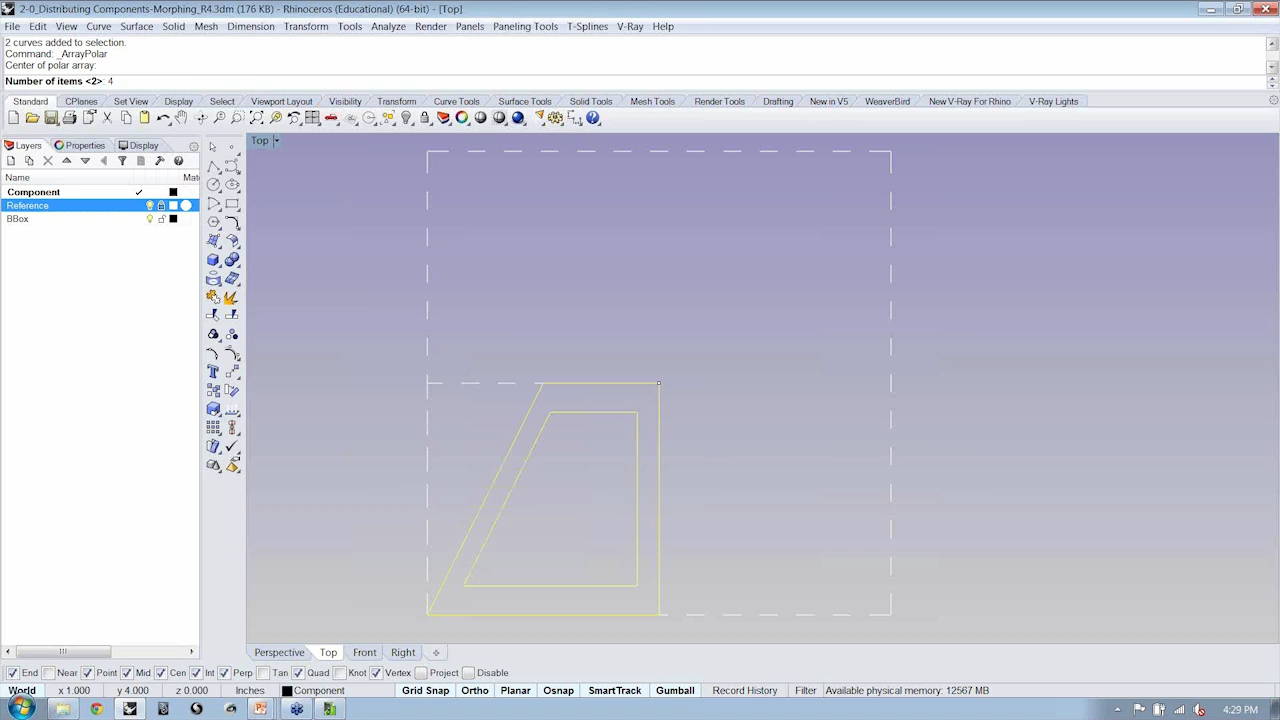 2-0_Distributing Components-Morphing_R4.3dm (176 KB) - Rhinoceros (Educational) (64-bit) - [Top]
File Edit View Curve Surface Solid Mesh Dimension Transform Tools Analyze Render Panels Paneling Tools T-Splines V-Ray Help
2 curves added to selection.
Command: _ArrayPolar
Center of polar array:
Number of items <2>: 4
Standard CPlanes Set View Display Select Viewport Layout Visibility Transform Curve Tools Surface Tools Solid Tools Mesh Tools Render Tools Drafting New in V5 WeaverBird New V-Ray For Rhino V-Ray Lights
Layers Properties Display
Top
Name Mate
Component
Reference
BBox
Perspective Top Front Right
End Near Point Mid Cen Int Perp Tan Quad Knot Vertex Project Disable
World x 1.000 y 4.000 z 0.000 Inches Component Grid Snap Ortho Planar Osnap SmartTrack Gumball Record History Filter Available physical memory: 12567 MB
4:29 PM